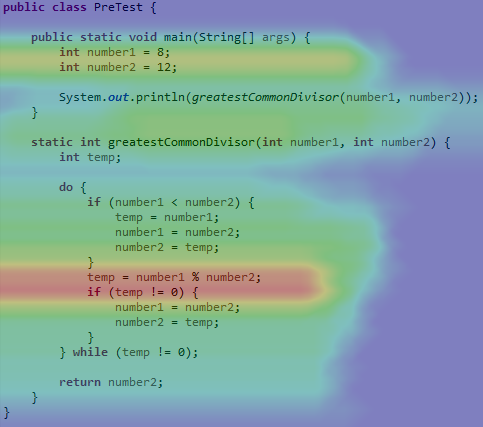 public class PreTest {
public static void main(String[] args) {
int number1 = 8;
int number2 = 12;
System.out.println(greatestCommonDivisor(number1, number2));
}
static int greatestCommonDivisor(int number1, int number2) {
int temp;
do {
if (number1 < number2) {
temp = number1;
number1 = number2;
number2 = temp;
}
temp = number1 % number2;
if (temp != 0) {
number1 = number2;
number2 = temp;
}
} while (temp != 0);
return number2;
}
}